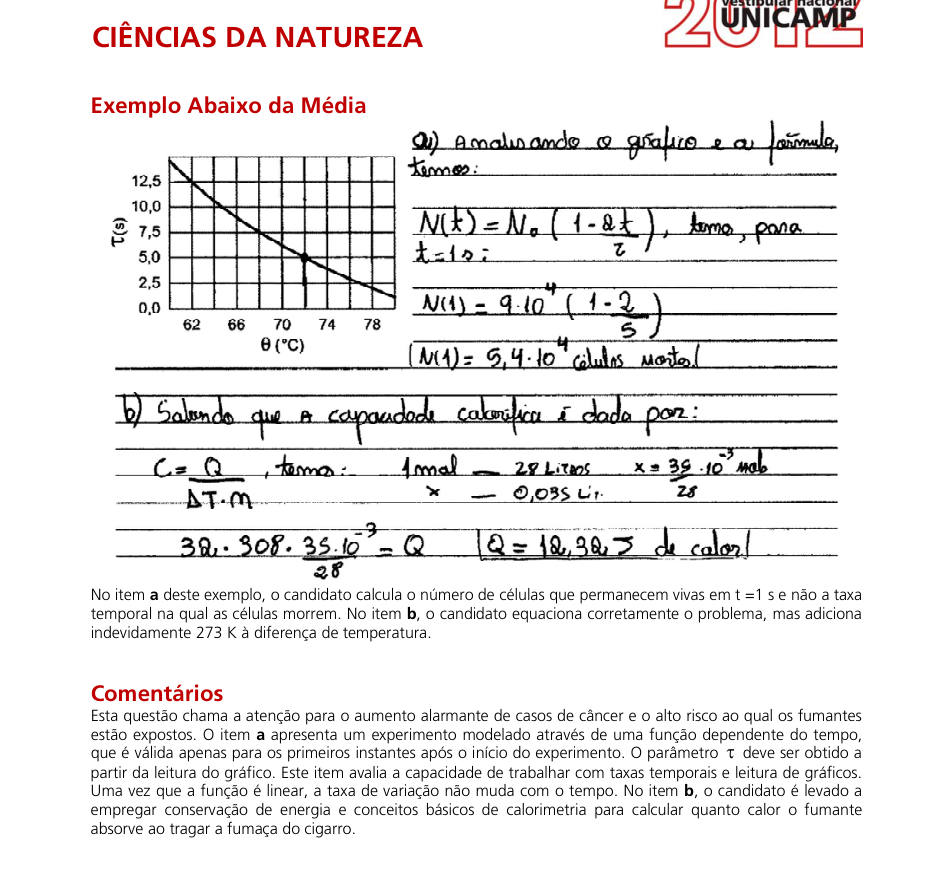 vestibular nacional
2012
UNICAMP
CIÊNCIAS DA NATUREZA
Exemplo Abaixo da Média
a) Analisando o gráfico e a fórmula,
temos:
12,5
10,0
7,5
5,0
2,5
0,0
τ(s)
62 66 70 74 78
θ (°C)
N(t) = N₀ (1 - 2t/τ), temos, para
t = 1s:
N(1) = 9·10⁴ (1 - 2/5)
N(1) = 5,4·10⁴ células mortas
b) Sabendo que a capacidade calorífica é dada por:
C = Q/ΔT·m, temos: 1 mol — 28 Litros x = 35·10⁻³/28 mols
x — 0,035 Lit.
32·308·35·10⁻³/28 = Q Q = 12,32 J de calor
No item a deste exemplo, o candidato calcula o número de células que permanecem vivas em t =1 s e não a taxa
temporal na qual as células morrem. No item b, o candidato equaciona corretamente o problema, mas adiciona
indevidamente 273 K à diferença de temperatura.
Comentários
Esta questão chama a atenção para o aumento alarmante de casos de câncer e o alto risco ao qual os fumantes
estão expostos. O item a apresenta um experimento modelado através de uma função dependente do tempo,
que é válida apenas para os primeiros instantes após o início do experimento. O parâmetro τ deve ser obtido a
partir da leitura do gráfico. Este item avalia a capacidade de trabalhar com taxas temporais e leitura de gráficos.
Uma vez que a função é linear, a taxa de variação não muda com o tempo. No item b, o candidato é levado a
empregar conservação de energia e conceitos básicos de calorimetria para calcular quanto calor o fumante
absorve ao tragar a fumaça do cigarro.